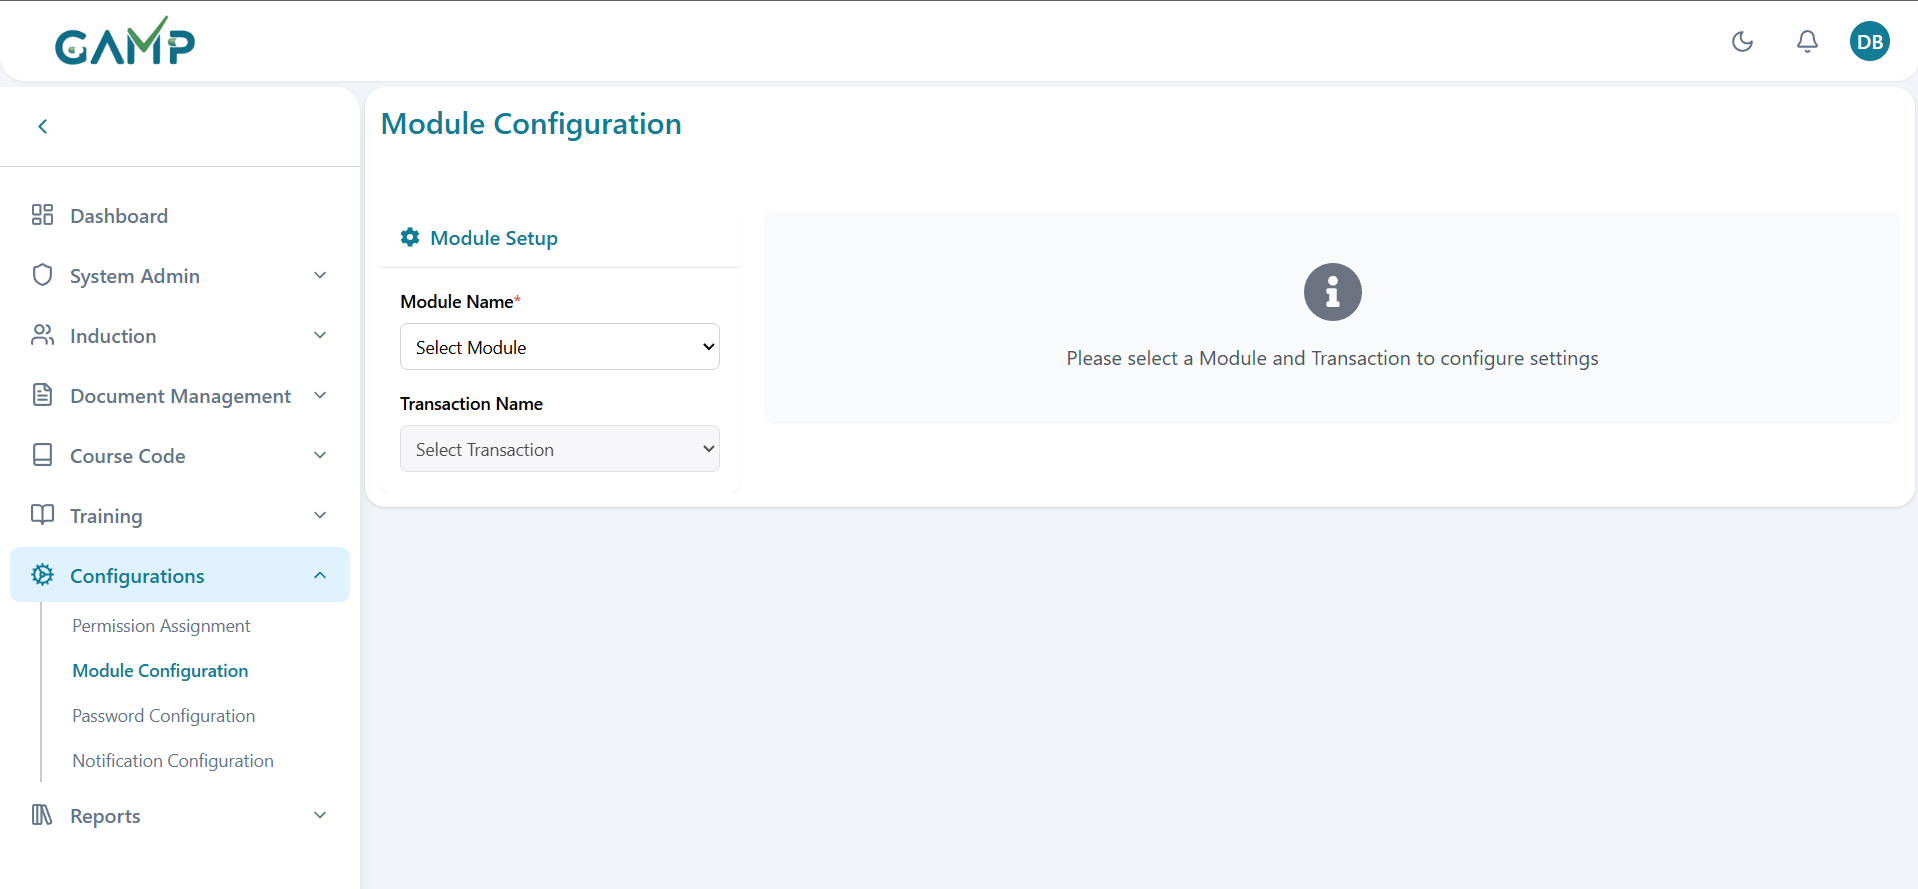 GAMP
DB
Module Configuration
Dashboard
System Admin
Induction
Document Management
Course Code
Training
Configurations
Permission Assignment
Module Configuration
Password Configuration
Notification Configuration
Reports
Module Setup
Module Name*
Select Module
Transaction Name
Select Transaction
Please select a Module and Transaction to configure settings